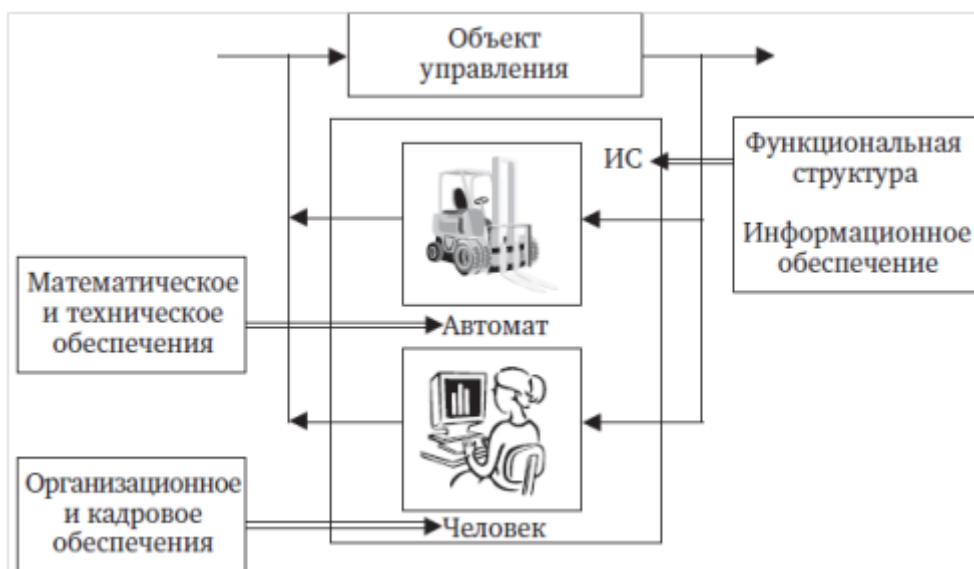 Объект
управления
ИС
Функциональная
структура
Информационное
обеспечение
Математическое
и техническое
обеспечения
Автомат
Организационное
и кадровое
обеспечения
Человек